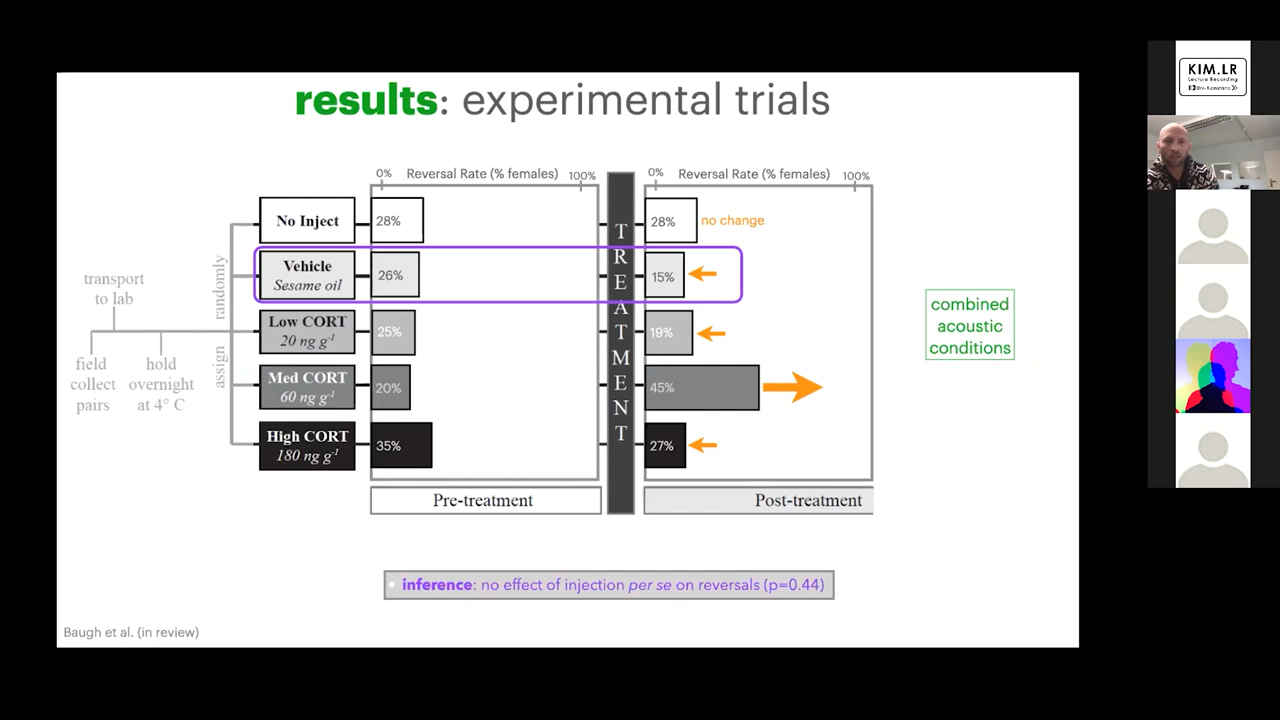 results: experimental trials
KIM.LR
Lecture Recording
Uni-Konstanz
0% Reversal Rate (% females) 100%
0% Reversal Rate (% females) 100%
transport
to lab
field
collect
pairs
hold
overnight
at 4° C
assign randomly
No Inject
28%
28%
no change
Vehicle
Sesame oil
26%
15%
Low CORT
20 ng g-1
25%
19%
Med CORT
60 ng g-1
20%
45%
High CORT
180 ng g-1
35%
27%
TREATMENT
Pre-treatment
Post-treatment
combined
acoustic
conditions
inference: no effect of injection per se on reversals (p=0.44)
Baugh et al. (in review)